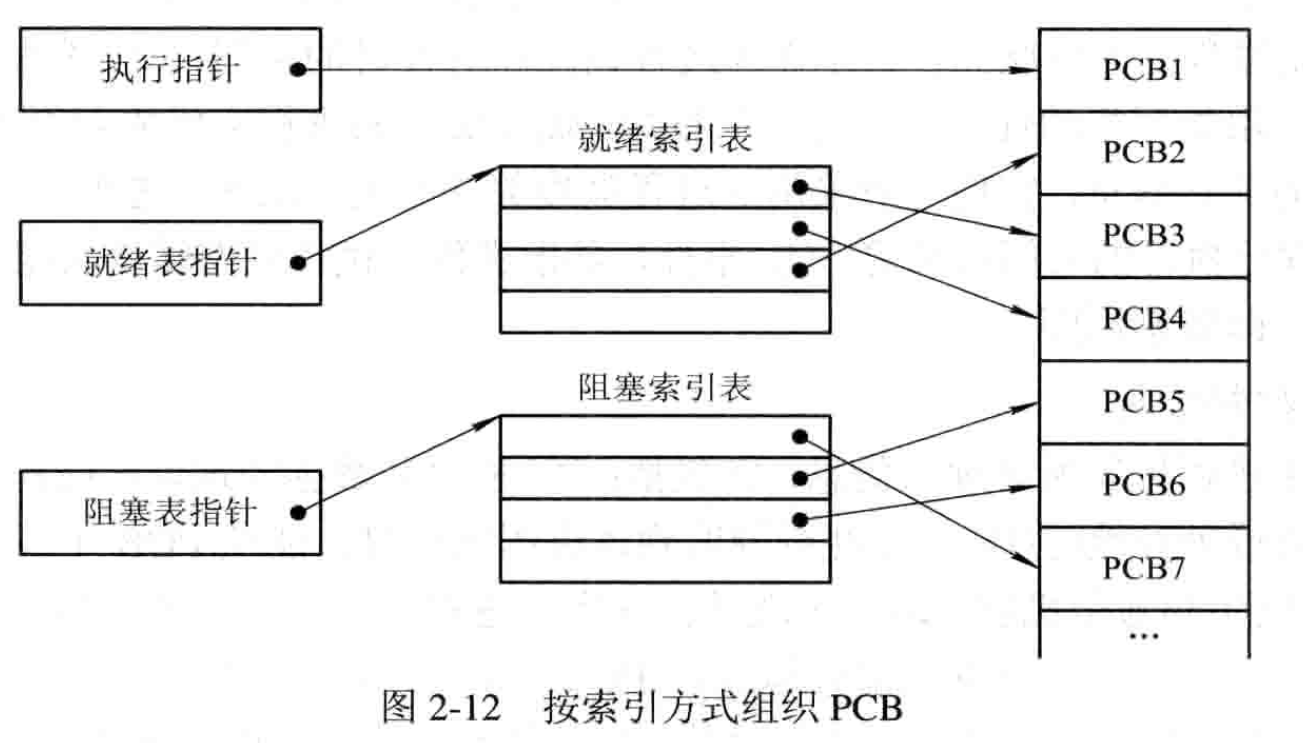 执行指针
PCB1
就绪索引表
PCB2
就绪表指针
PCB3
PCB4
阻塞索引表
PCB5
阻塞表指针
PCB6
PCB7
...
图 2-12 按索引方式组织 PCB